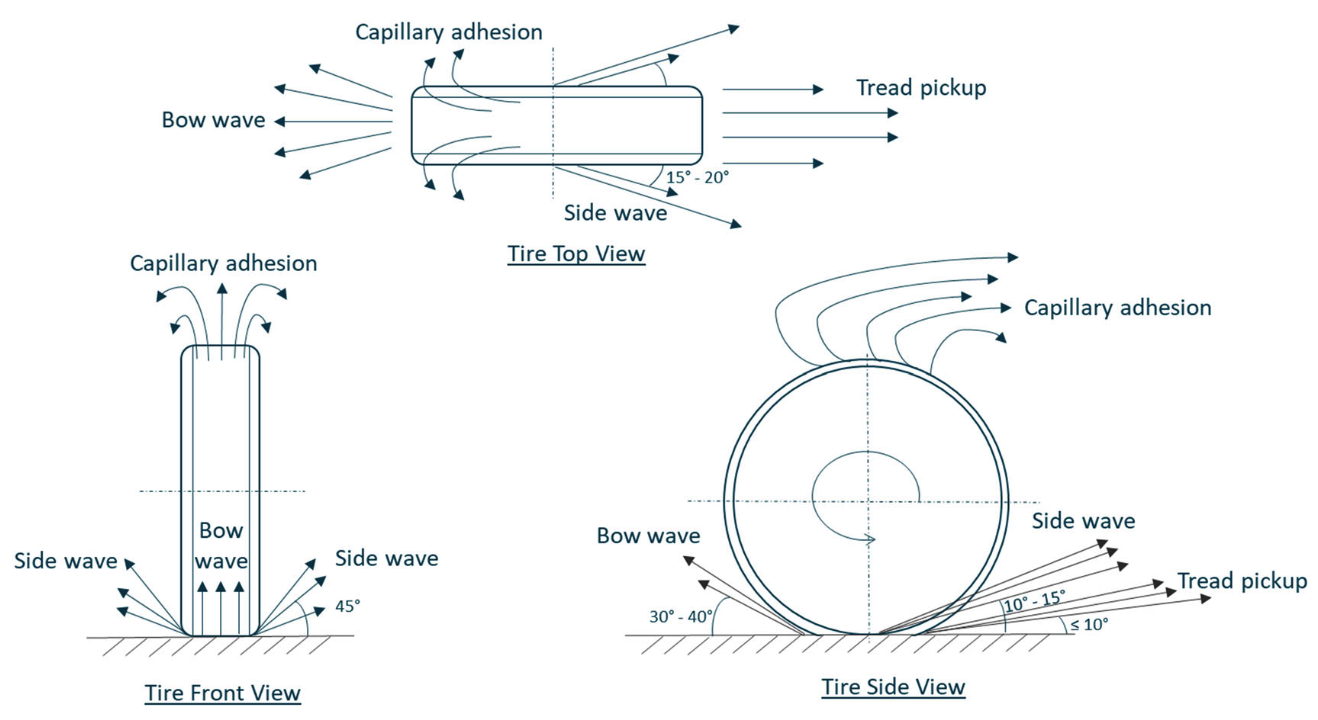 Capillary adhesion
Tread pickup
Bow wave
15° - 20°
Side wave
Tire Top View
Capillary adhesion
Bow
wave
Side wave
Side wave
45°
Tire Front View
Capillary adhesion
Bow wave
Side wave
Tread pickup
30° - 40°
10° - 15°
≤ 10°
Tire Side View